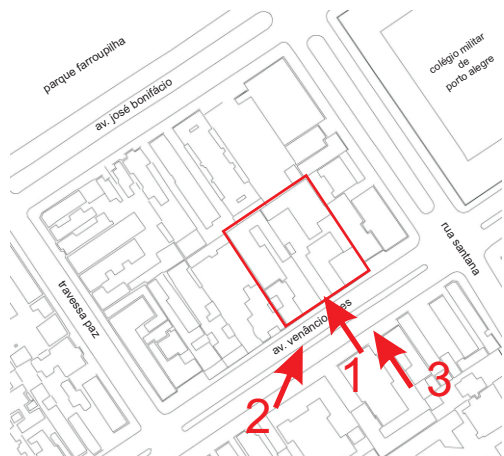 parque farroupilha
av. josé bonifácio
colégio militar
de
porto alegre
rua santana
travessa paz
av. venâncio aires
1
2
3